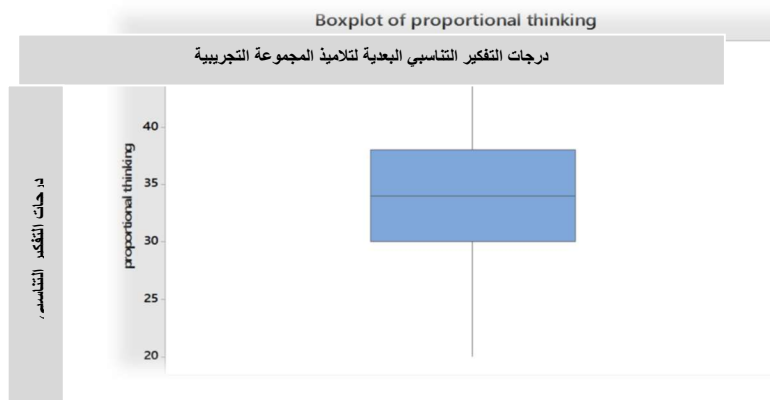 Boxplot of proportional thinking
درجات التفكير التناسبي البعدية لتلاميذ المجموعة التجريبية
40
35
30
25
20
proportional thinking
درجات التفكير التناسبي